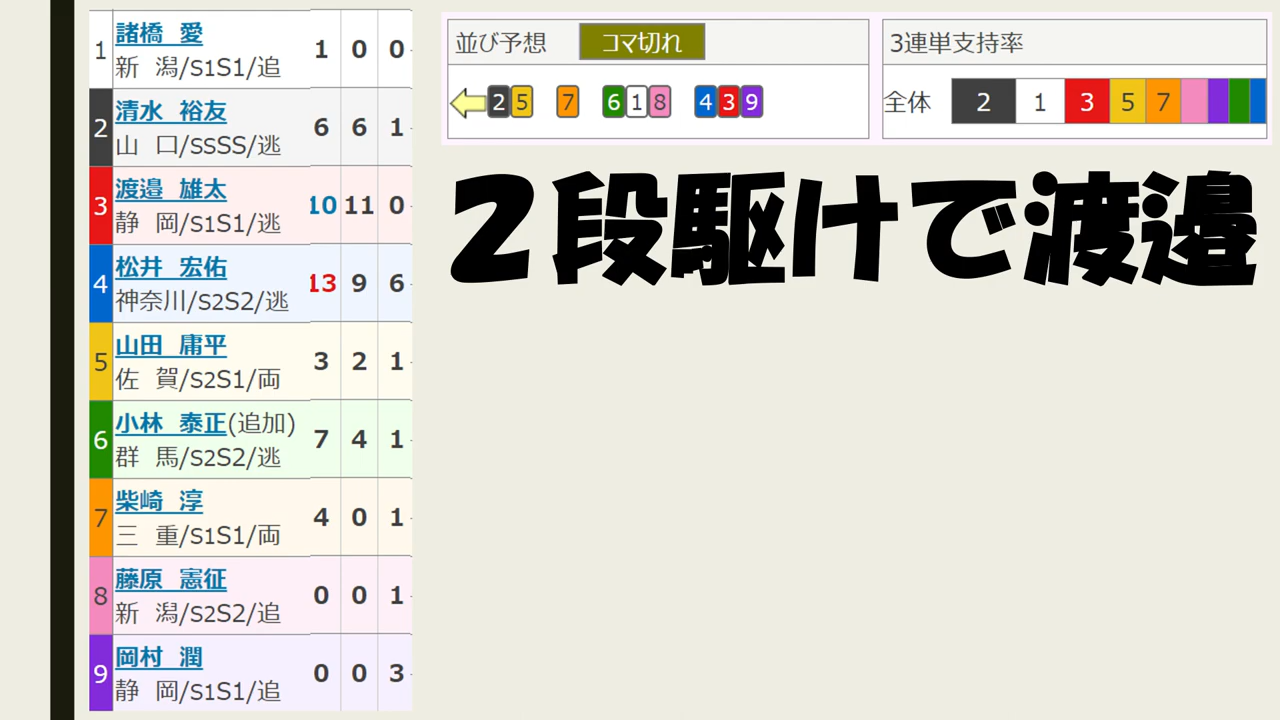 1 諸橋 愛 1 0 0
新 潟/S1S1/追
2 清水 裕友 6 6 1
山 口/SSSS/逃
3 渡邉 雄太 10 11 0
静 岡/S1S1/逃
4 松井 宏佑 13 9 6
神奈川/S2S2/逃
5 山田 庸平 3 2 1
佐 賀/S2S1/両
6 小林 泰正(追加) 7 4 1
群 馬/S2S2/逃
7 柴崎 淳 4 0 1
三 重/S1S1/両
8 藤原 憲征 0 0 1
新 潟/S2S2/追
9 岡村 潤 0 0 3
静 岡/S1S1/追
並び予想 コマ切れ
2 5 7 6 1 8 4 3 9
3連単支持率
全体 2 1 3 5 7
2段駆けで渡邉